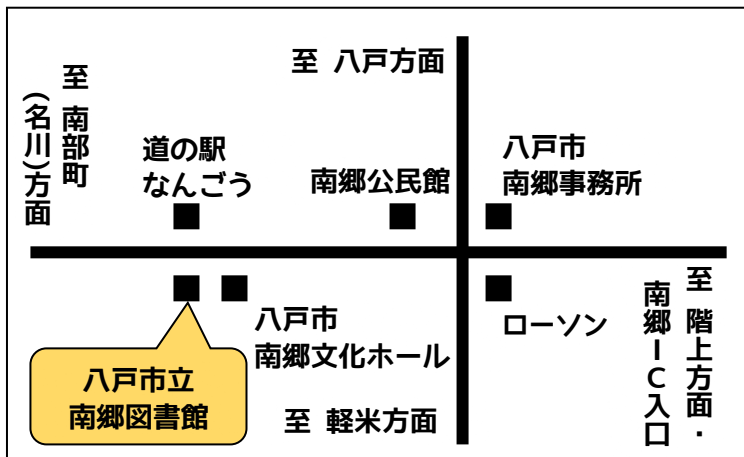 至 八戸方面
至 南部町
(名川)方面
道の駅
なんごう
南郷公民館
八戸市
南郷事務所
八戸市
南郷文化ホール
ローソン
至 階上方面・
南郷IC入口
八戸市立
南郷図書館
至 軽米方面